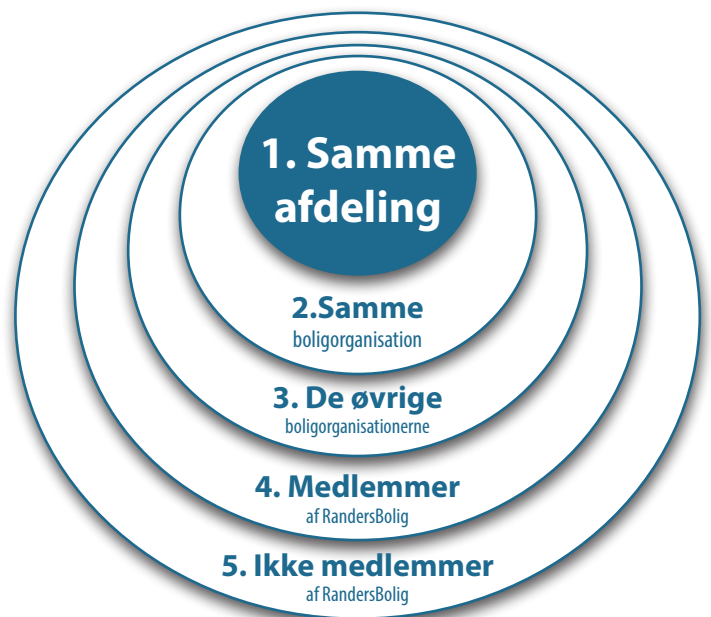 1. Samme
afdeling
2.Samme
boligorganisation
3. De øvrige
boligorganisationerne
4. Medlemmer
af RandersBolig
5. Ikke medlemmer
af RandersBolig